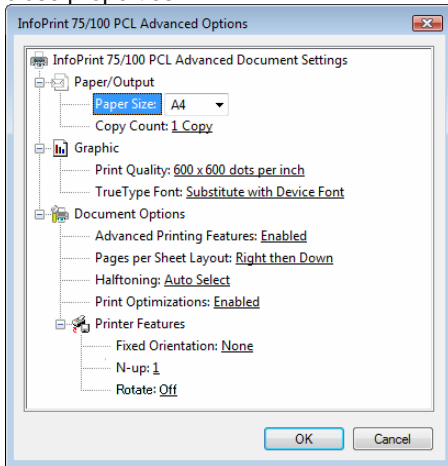 InfoPrint 75/100 PCL Advanced Options
InfoPrint 75/100 PCL Advanced Document Settings
Paper/Output
Paper Size: A4
Copy Count: 1 Copy
Graphic
Print Quality: 600 x 600 dots per inch
TrueType Font: Substitute with Device Font
Document Options
Advanced Printing Features: Enabled
Pages per Sheet Layout: Right then Down
Halftoning: Auto Select
Print Optimizations: Enabled
Printer Features
Fixed Orientation: None
N-up: 1
Rotate: Off
OK Cancel